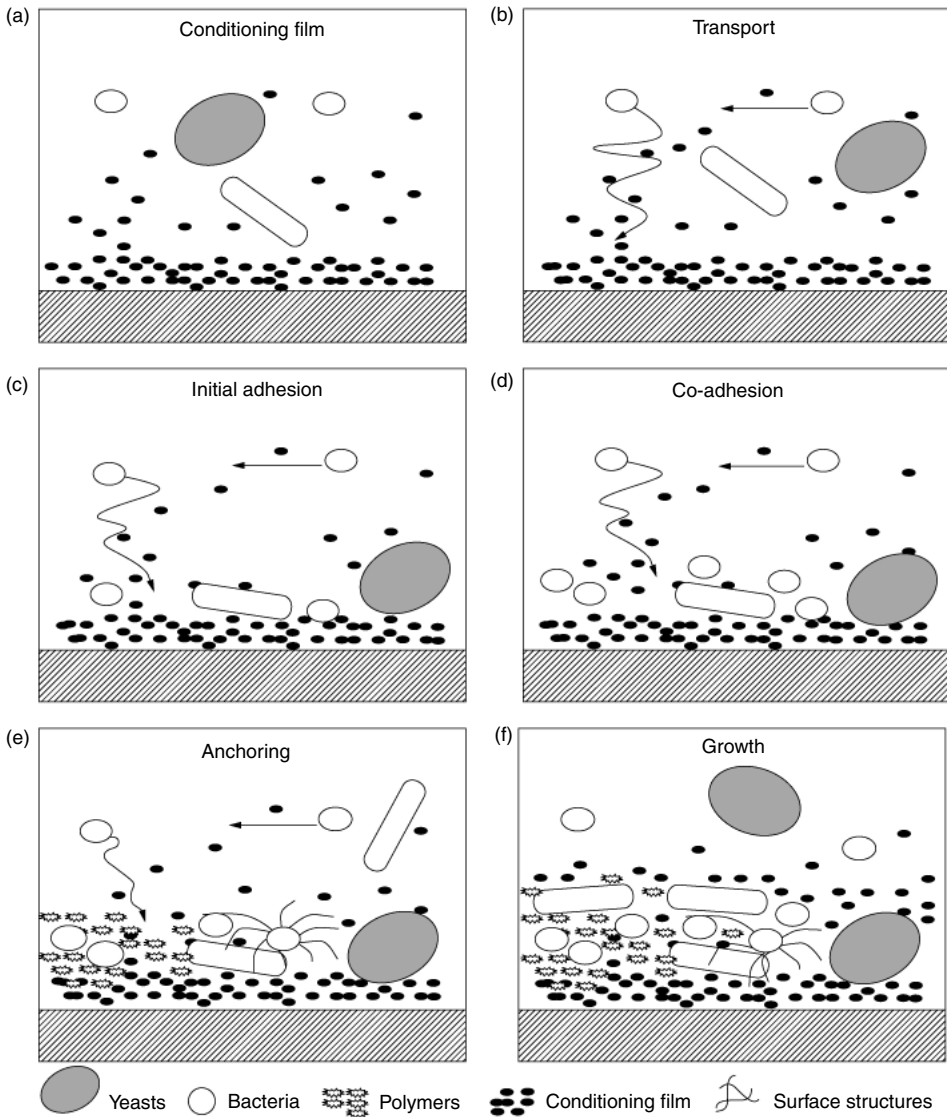 (a)
Conditioning film
(b)
Transport
(c)
Initial adhesion
(d)
Co-adhesion
(e)
Anchoring
(f)
Growth
Yeasts
Bacteria
Polymers
Conditioning film
Surface structures